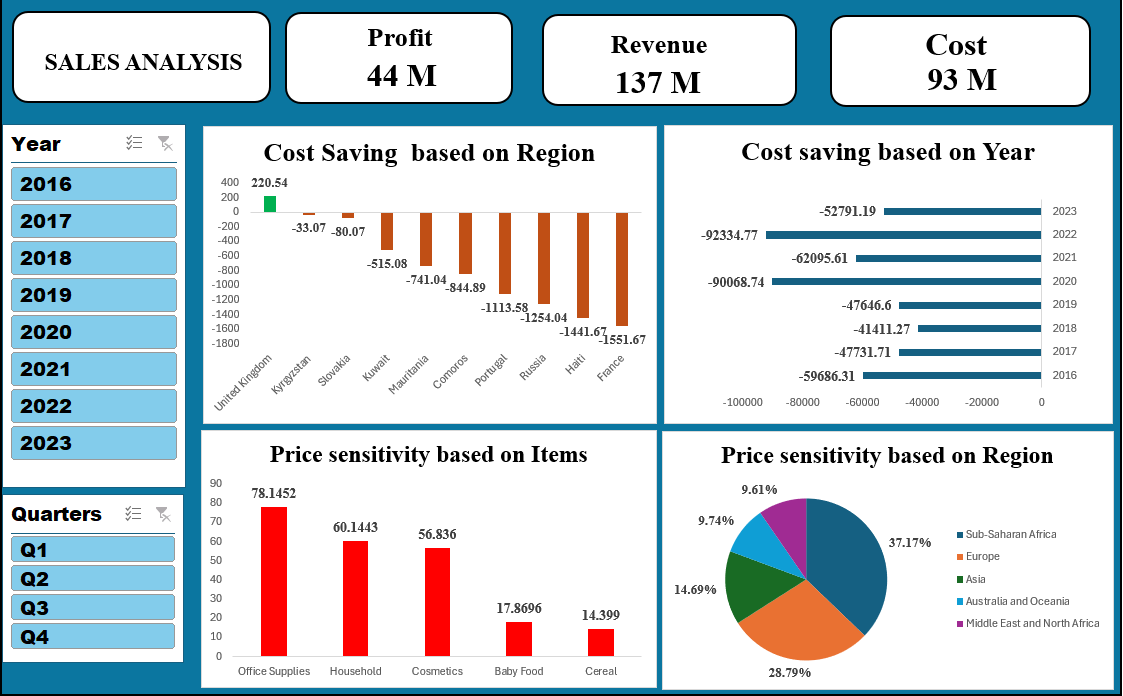 SALES ANALYSIS
Profit
44 M
Revenue
137 M
Cost
93 M
Year
2016
2017
2018
2019
2020
2021
2022
2023
Quarters
Q1
Q2
Q3
Q4
Cost Saving based on Region
400
200
0
-200
-400
-600
-800
-1000
-1200
-1400
-1600
-1800
220.54
-33.07
-80.07
-515.08
-741.04
-844.89
-1113.58
-1254.04
-1441.67
-1551.67
United Kingdom
Kyrgyzstan
Slovakia
Kuwait
Mauritania
Comoros
Portugal
Russia
Haiti
France
Cost saving based on Year
-52791.19 2023
-92334.77 2022
-62095.61 2021
-90068.74 2020
-47646.6 2019
-41411.27 2018
-47731.71 2017
-59686.31 2016
-100000 -80000 -60000 -40000 -20000 0
Price sensitivity based on Items
90
80
70
60
50
40
30
20
10
0
78.1452
60.1443
56.836
17.8696
14.399
Office Supplies Household Cosmetics Baby Food Cereal
Price sensitivity based on Region
9.61%
9.74%
37.17%
14.69%
28.79%
Sub-Saharan Africa
Europe
Asia
Australia and Oceania
Middle East and North Africa